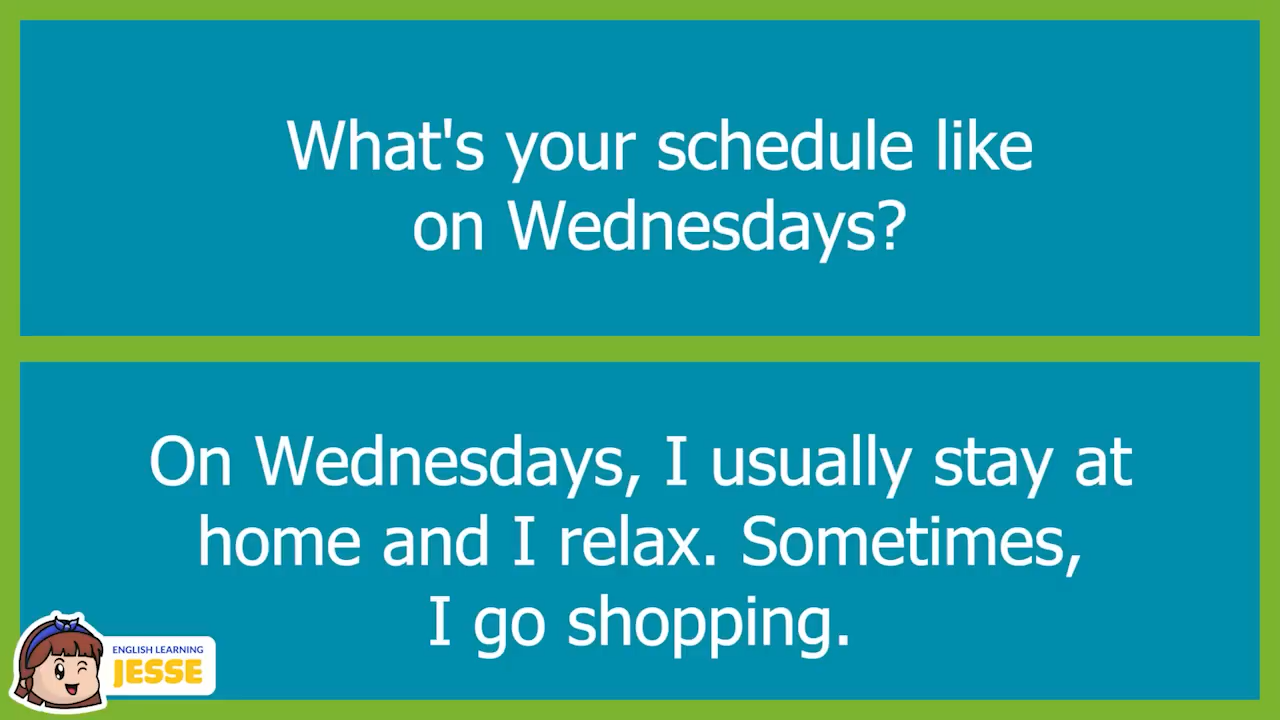 What's your schedule like
on Wednesdays?
On Wednesdays, I usually stay at
home and I relax. Sometimes,
I go shopping.
ENGLISH LEARNING
JESSE